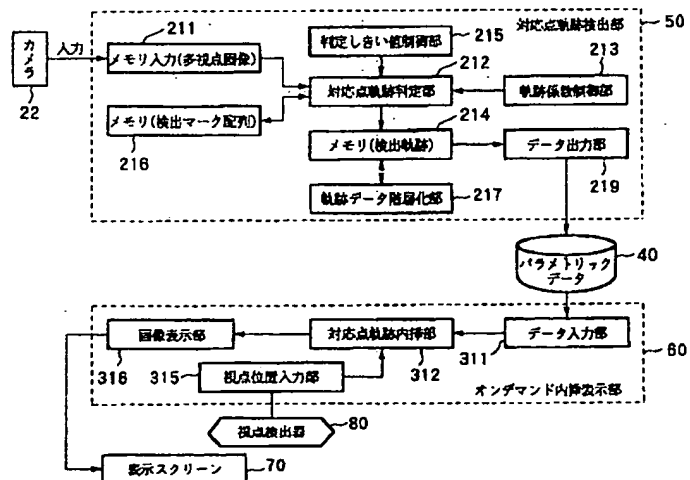 211
対応点軌跡検出部
50
カメラ
入力
22
メモリ入力(多視点画像)
判定しきい値制御部
215
212
対応点軌跡判定部
213
軌跡係数制御部
メモリ(検出マーク配列)
216
214
メモリ(検出軌跡)
データ出力部
219
軌跡データ階層化部
217
パラメトリックデータ
40
画像表示部
316
対応点軌跡内挿部
312
データ入力部
311
60
315
視点位置入力部
オンデマンド内挿表示部
視点検出器
80
表示スクリーン
70